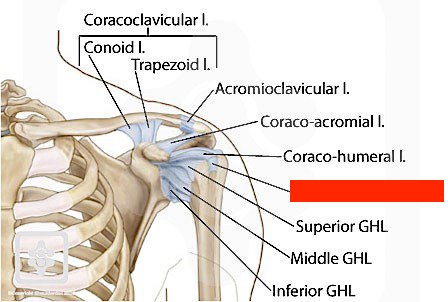 Coracoclavicular l.
Conoid l.
Trapezoid l.
Acromioclavicular l.
Coraco-acromial l.
Coraco-humeral l.
Superior GHL
Middle GHL
Inferior GHL